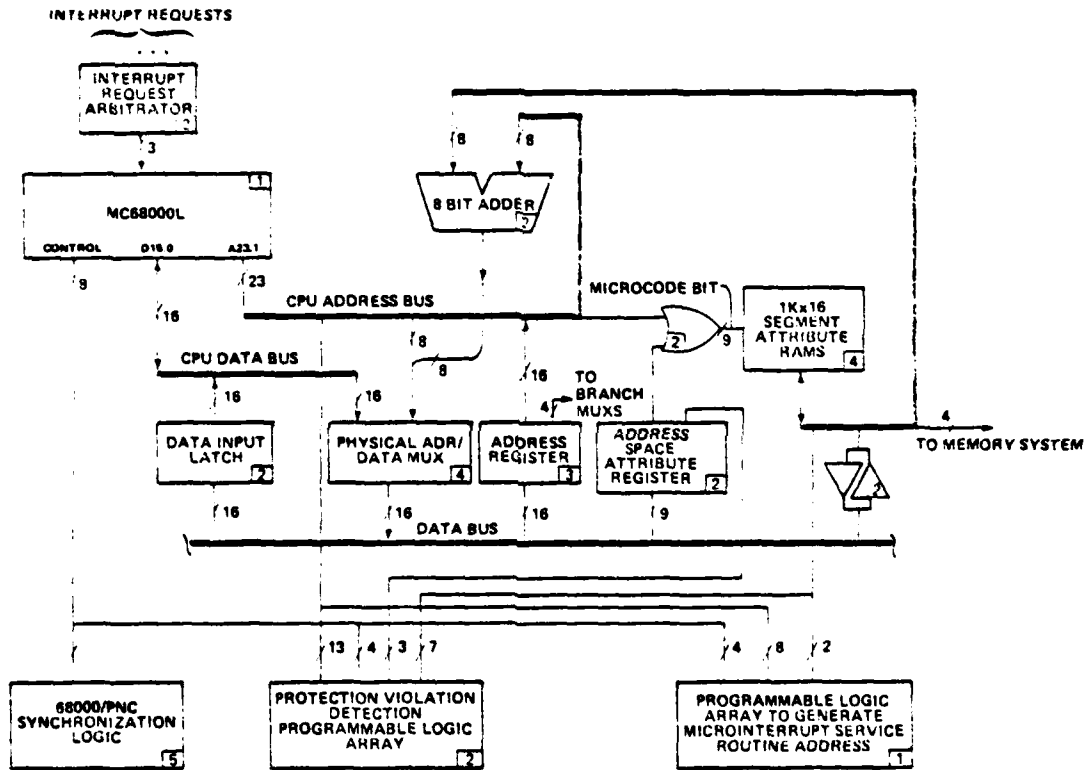 INTERRUPT REQUESTS
. . .
INTERRUPT
REQUEST
ARBITRATOR
3
8
8
1
MC68000L
CONTROL
D15.0
A23.1
8 BIT ADDER
2
9
23
16
CPU ADDRESS BUS
MICROCODE BIT
2
9
1Kx16
SEGMENT
ATTRIBUTE
RAMS
4
8
8
CPU DATA BUS
16
16
16
4
TO
BRANCH
MUXS
DATA INPUT
LATCH
2
PHYSICAL ADR/
DATA MUX
4
ADDRESS
REGISTER
3
ADDRESS
SPACE
ATTRIBUTE
REGISTER
2
4
TO MEMORY SYSTEM
2
16
16
16
9
DATA BUS
13
4
3
7
4
8
2
68000/PNC
SYNCHRONIZATION
LOGIC
5
PROTECTION VIOLATION
DETECTION
PROGRAMMABLE LOGIC
ARRAY
2
PROGRAMMABLE LOGIC
ARRAY TO GENERATE
MICROINTERRUPT SERVICE
ROUTINE ADDRESS
1